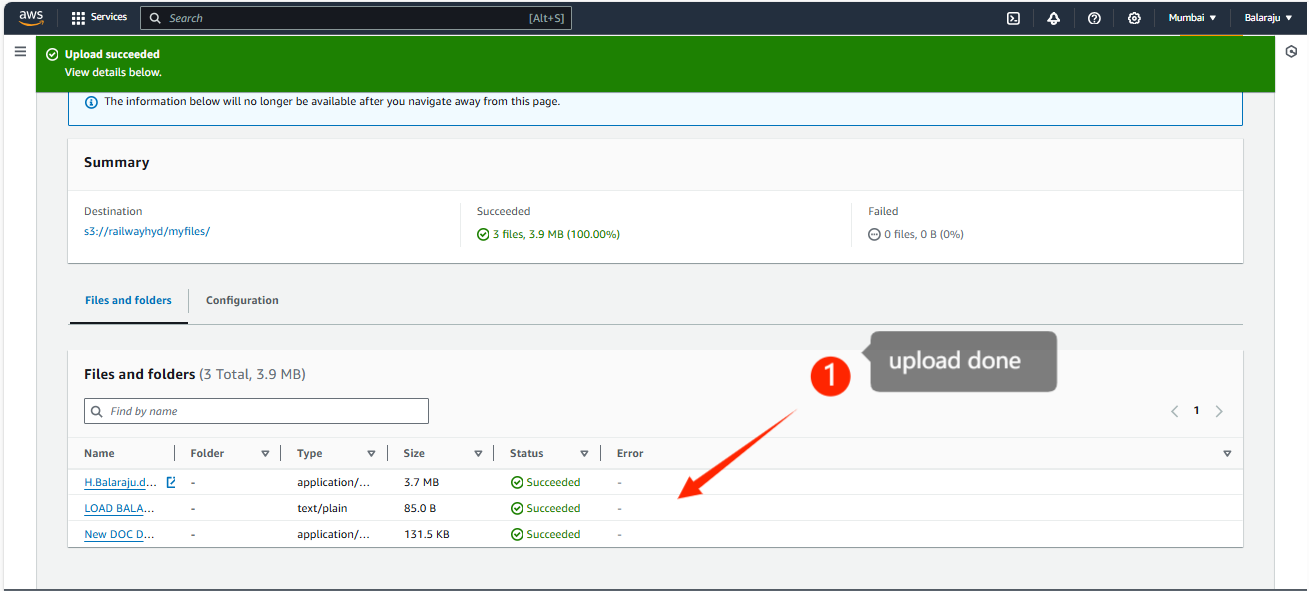 aws Services Search [Alt+S] Mumbai ▼ Balaraju ▼
Upload succeeded
View details below.
The information below will no longer be available after you navigate away from this page.
Summary
Destination Succeeded Failed
s3://railwayhyd/myfiles/ 3 files, 3.9 MB (100.00%) 0 files, 0 B (0%)
Files and folders Configuration
1 upload done
Files and folders (3 Total, 3.9 MB)
Find by name < 1 >
Name Folder Type Size Status Error
H.Balaraju.d... - application/... 3.7 MB Succeeded -
LOAD BALA... - text/plain 85.0 B Succeeded -
New DOC D... - application/... 131.5 KB Succeeded -